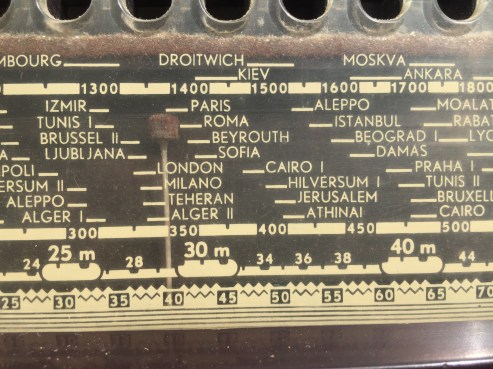 MBOURG DROITWICH MOSKVA
KIEV ANKARA
1300 1400 1500 1600 1700 1800
IZMIR PARIS ALEPPO MOALA
TUNIS I ROMA ISTANBUL RABA
BRUSSEL II BEYROUTH BEOGRAD I LYO
LJUBLJANA SOFIA DAMAS
POLI LONDON CAIRO I PRAHA I
VERSUM II MILANO HILVERSUM I TUNIS II
ALEPPO TEHERAN JERUSALEM BRUXEL
ALGER I ALGER II ATHINAI CAIRO
300 350 400 450 500
25 m 30 m 40 m
24 28 34 36 38 44
25 30 35 40 45 50 55 60 65 70